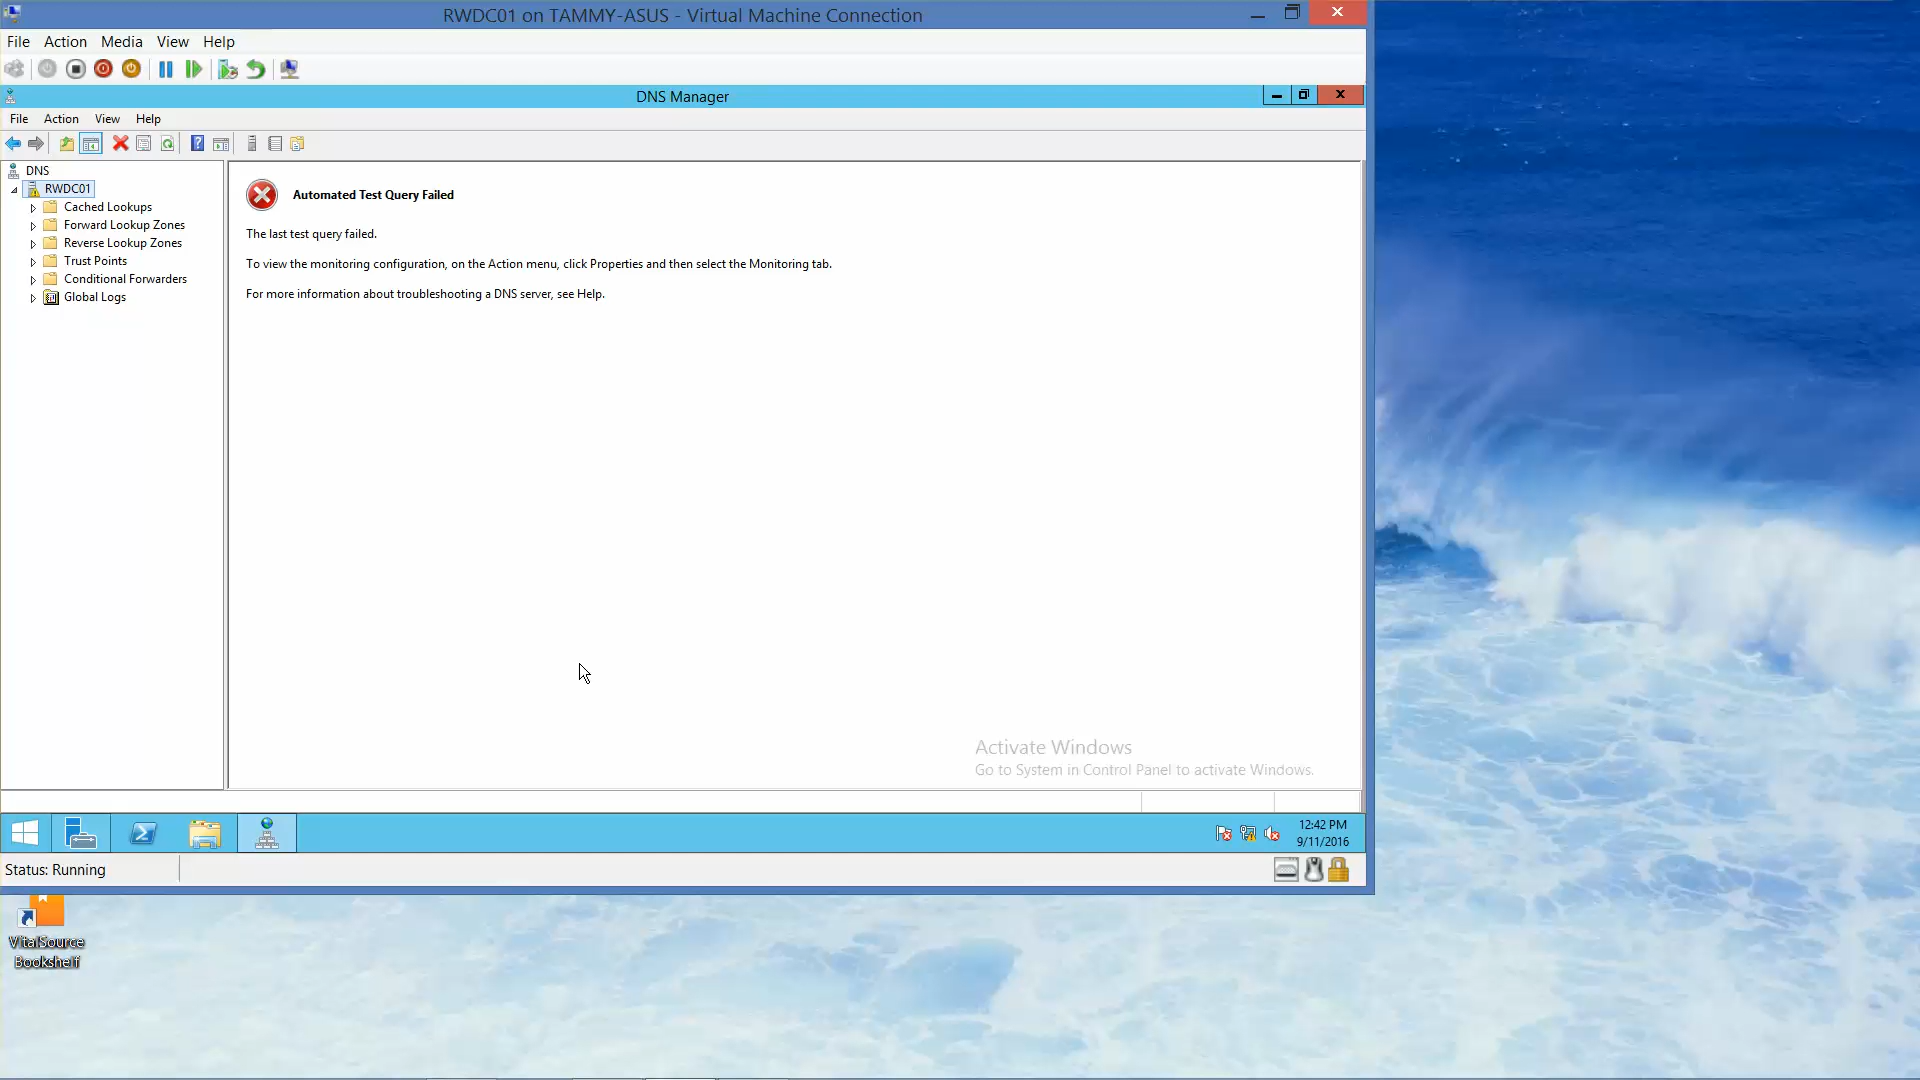 RWDC01 on TAMMY-ASUS - Virtual Machine Connection
File Action Media View Help
DNS Manager
File Action View Help
DNS
RWDC01
Cached Lookups
Forward Lookup Zones
Reverse Lookup Zones
Trust Points
Conditional Forwarders
Global Logs
Automated Test Query Failed
The last test query failed.
To view the monitoring configuration, on the Action menu, click Properties and then select the Monitoring tab.
For more information about troubleshooting a DNS server, see Help.
Activate Windows
Go to System in Control Panel to activate Windows.
12:42 PM
9/11/2016
Status: Running
VitalSource
Bookshelf